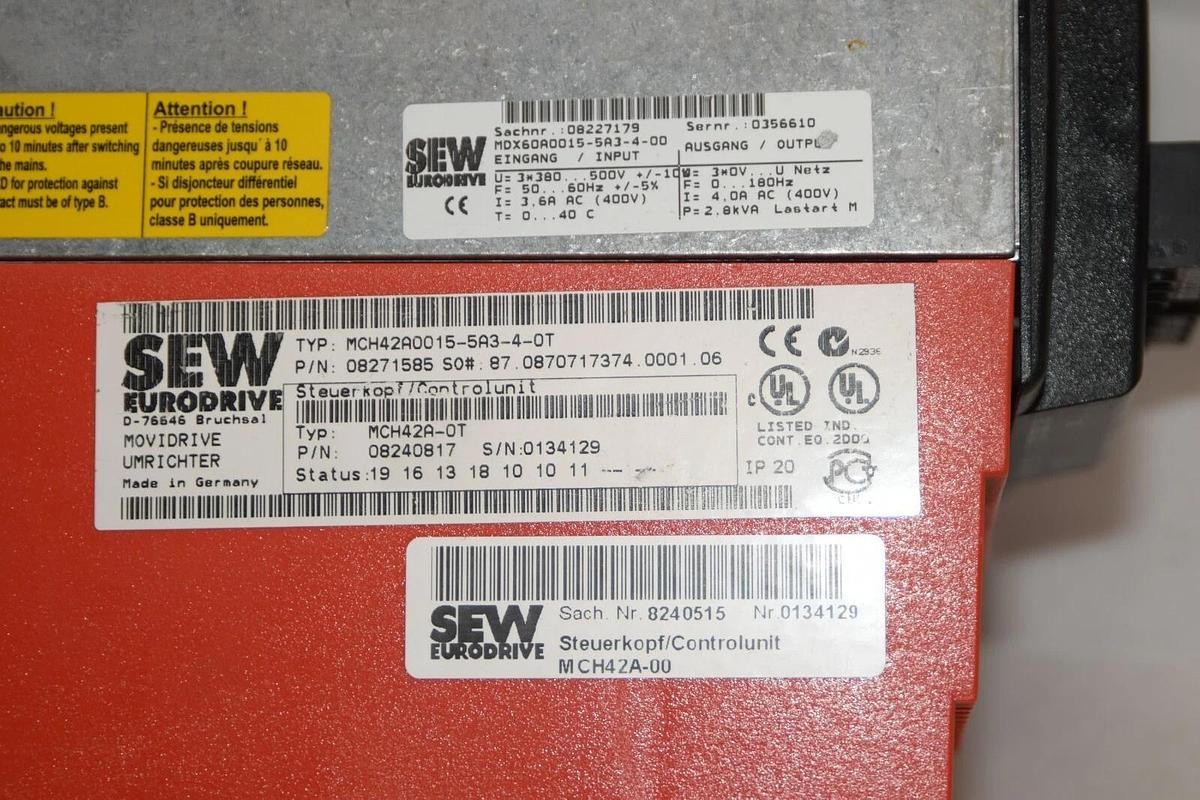 aution !
ngerous voltages present
o 10 minutes after switching
he mains.
D for protection against
act must be of type B.
Attention !
- Présence de tensions
dangereuses jusqu´à 10
minutes après coupure réseau.
- Si disjoncteur différentiel
pour protection des personnes,
classe B uniquement.
SEW
EURODRIVE
CE
Sachnr.:08227179 Sernr.:0356610
MDX60A0015-5A3-4-00
EINGANG / INPUT
U= 3*380...500V +/-10%
F= 50...60Hz +/-5%
I= 3,6A AC (400V)
T= 0...40 C
AUSGANG /
U= 3*0V...U Netz
F= 0...180Hz
I= 4,0A AC (400V)
P= 2,8kVA Lastart M
SEW
EURODRIVE
D-76646 Bruchsal
MOVIDRIVE
UMRICHTER
Made in Germany
TYP: MCH42A0015-5A3-4-0T
P/N: 08271585 SO#: 87.0870717374.0001.06
Steuerkopf/Controlunit
Typ: MCH42A-0T
P/N: 08240817 S/N:0134129
Status:19 16 13 18 10 10 11 -- --
CE
N2936
c UL UL
LISTED IND.
CONT.EQ.
IP 20
SEW
EURODRIVE
Sach. Nr. 8240515 Nr.0134129
Steuerkopf/Controlunit
MCH42A-00